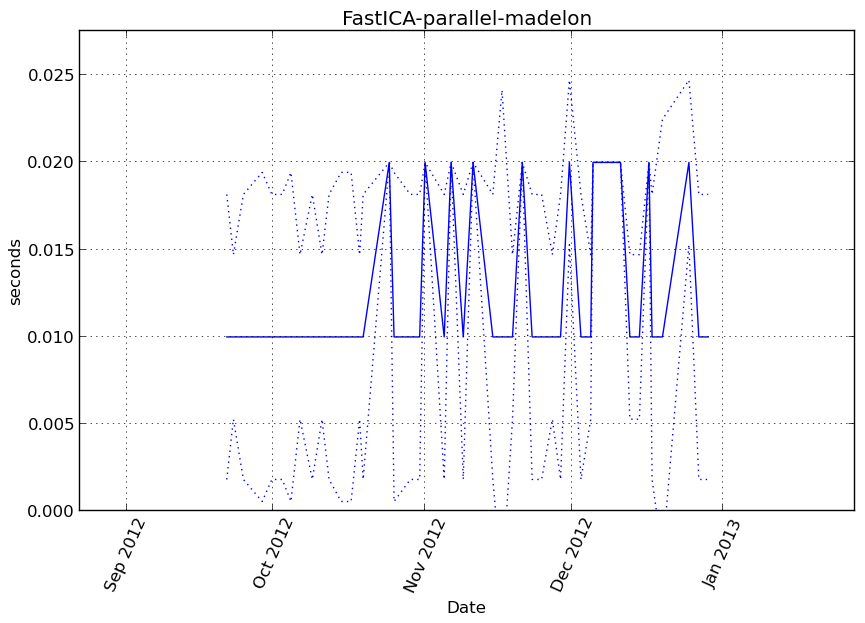 FastICA-parallel-madelon
0.025
0.020
0.015
0.010
0.005
0.000
seconds
Sep 2012
Oct 2012
Nov 2012
Dec 2012
Jan 2013
Date